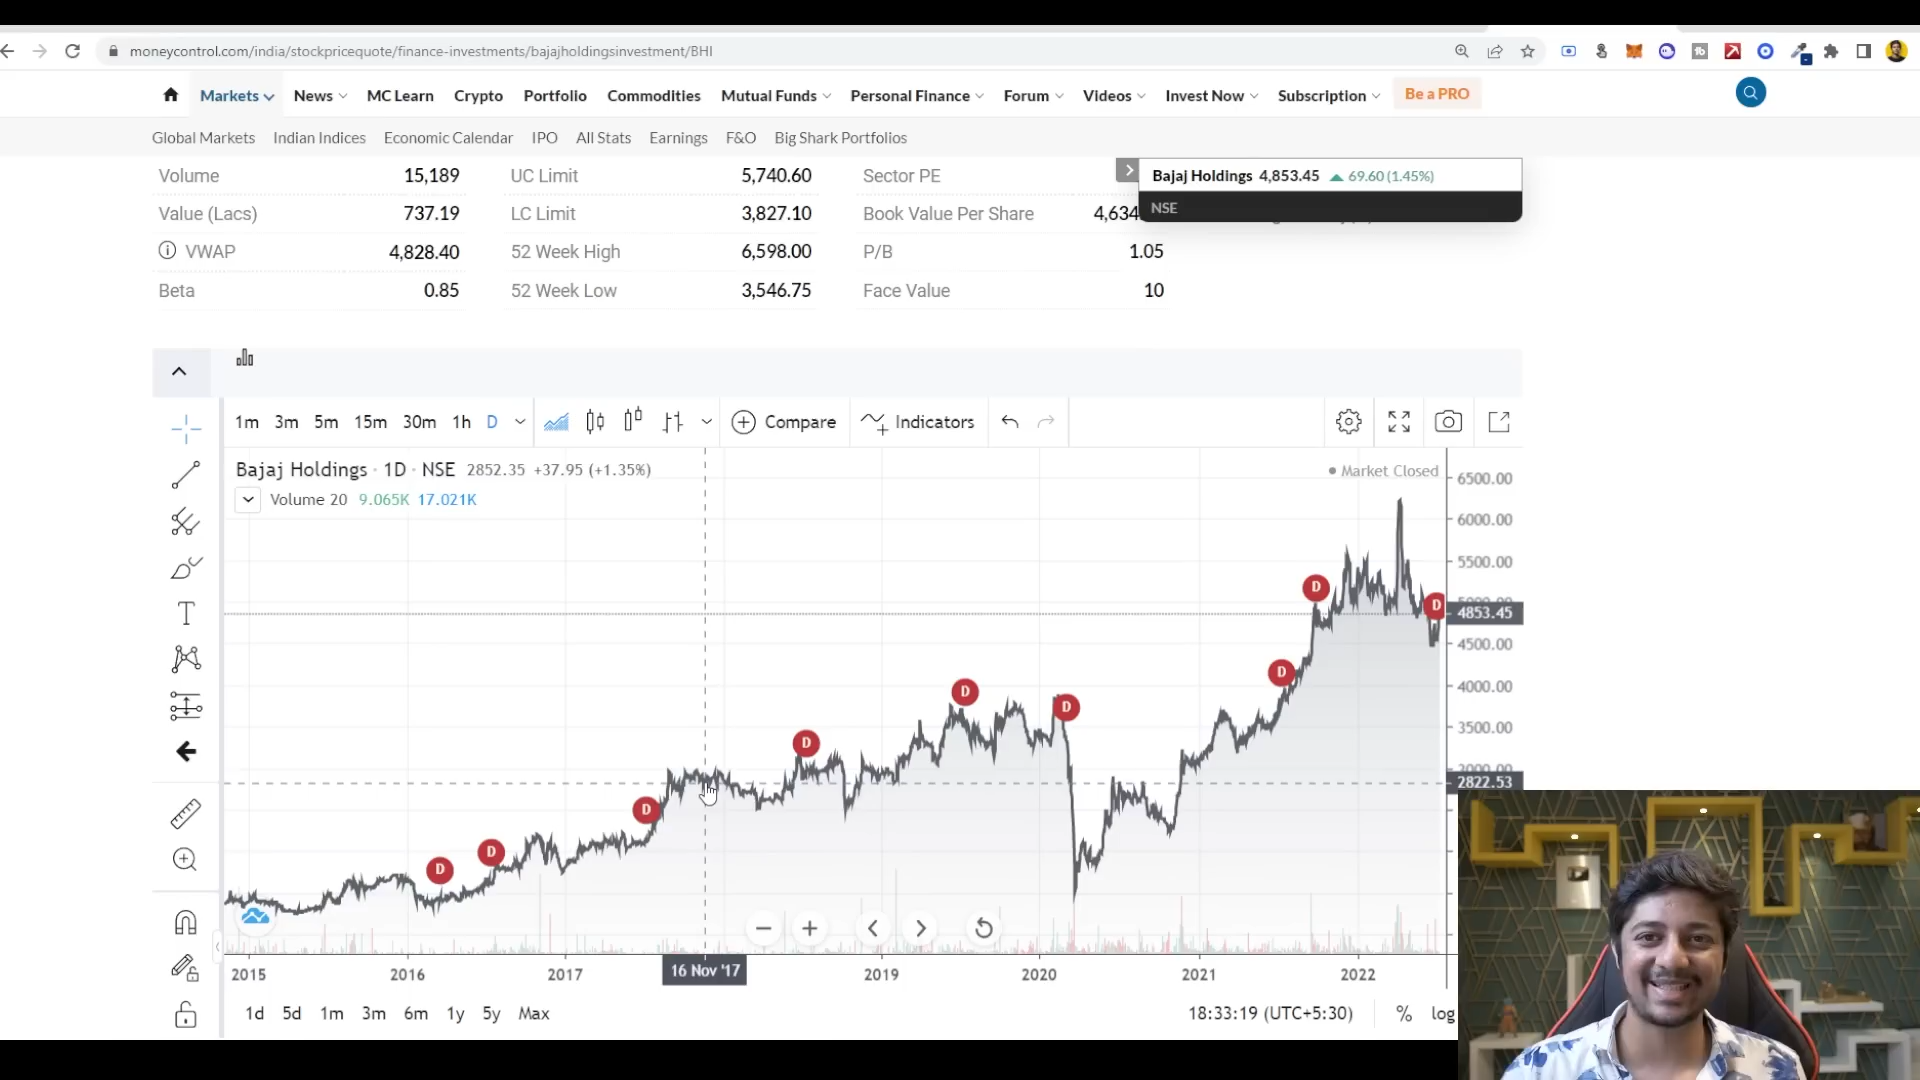 moneycontrol.com/india/stockpricequote/finance-investments/bajajholdingsinvestment/BHI
Markets News MC Learn Crypto Portfolio Commodities Mutual Funds Personal Finance Forum Videos Invest Now Subscription Be a PRO
Global Markets Indian Indices Economic Calendar IPO All Stats Earnings F&O Big Shark Portfolios
Volume 15,189 UC Limit 5,740.60 Sector PE
Bajaj Holdings 4,853.45 69.60 (1.45%)
NSE
Value (Lacs) 737.19 LC Limit 3,827.10 Book Value Per Share 4,634
VWAP 4,828.40 52 Week High 6,598.00 P/B 1.05
Beta 0.85 52 Week Low 3,546.75 Face Value 10
1m 3m 5m 15m 30m 1h D Compare Indicators
Bajaj Holdings · 1D · NSE 2852.35 +37.95 (+1.35%) Market Closed
Volume 20 9.065K 17.021K
6500.00
6000.00
5500.00
5000.00
4853.45
4500.00
4000.00
3500.00
3000.00
2822.53
D D D D D D D D D
2015 2016 2017 16 Nov '17 2019 2020 2021 2022
1d 5d 1m 3m 6m 1y 5y Max 18:33:19 (UTC+5:30) % log